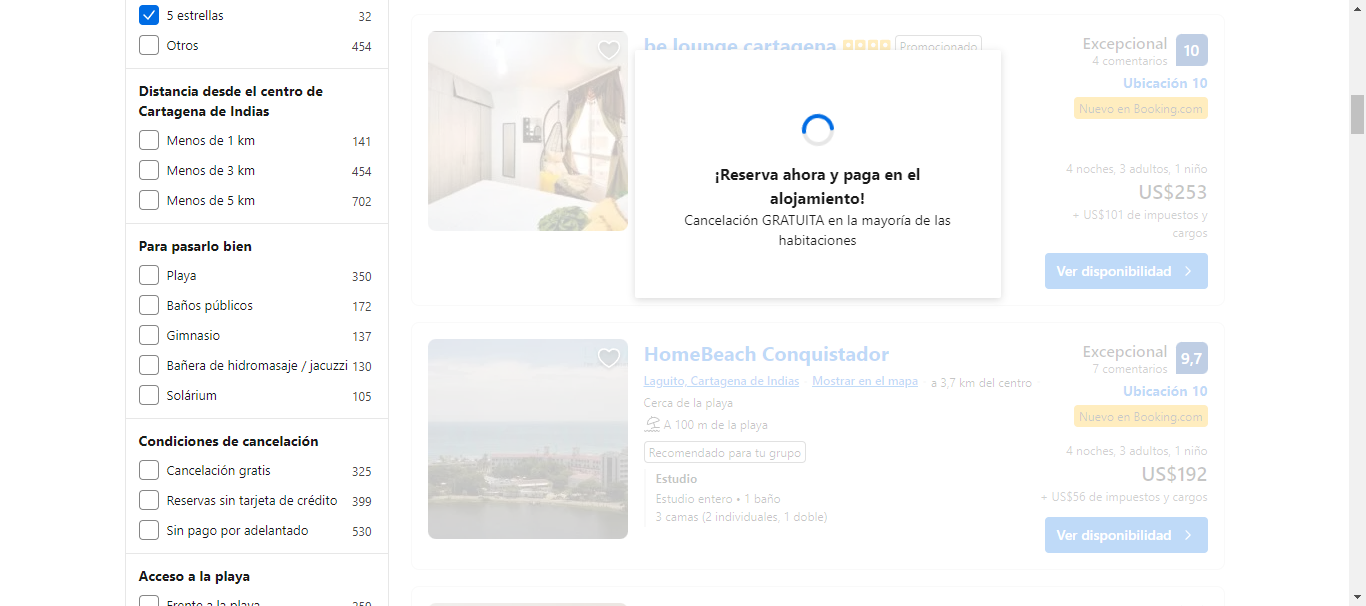 5 estrellas 32
Otros 454
Distancia desde el centro de
Cartagena de Indias
Menos de 1 km 141
Menos de 3 km 454
Menos de 5 km 702
Para pasarlo bien
Playa 350
Baños públicos 172
Gimnasio 137
Bañera de hidromasaje / jacuzzi 130
Solárium 105
Condiciones de cancelación
Cancelación gratis 325
Reservas sin tarjeta de crédito 399
Sin pago por adelantado 530
Acceso a la playa
Frente a la playa 259
be lounge cartagena Promocionado
Excepcional 10
4 comentarios
Ubicación 10
Nuevo en Booking.com
4 noches, 3 adultos, 1 niño
US$253
+ US$101 de impuestos y
cargos
Ver disponibilidad
¡Reserva ahora y paga en el
alojamiento!
Cancelación GRATUITA en la mayoría de las
habitaciones
HomeBeach Conquistador
Laguito, Cartagena de Indias Mostrar en el mapa a 3,7 km del centro
Cerca de la playa
A 100 m de la playa
Recomendado para tu grupo
Estudio
Estudio entero • 1 baño
3 camas (2 individuales, 1 doble)
Excepcional 9,7
7 comentarios
Ubicación 10
Nuevo en Booking.com
4 noches, 3 adultos, 1 niño
US$192
+ US$56 de impuestos y cargos
Ver disponibilidad